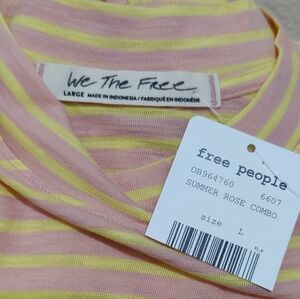 We The Free
LARGE MADE IN INDONESIA / FABRIQUÉ EN INDONÉSIE
free people
OB964760 6607
SUMMER ROSE COMBO
size L